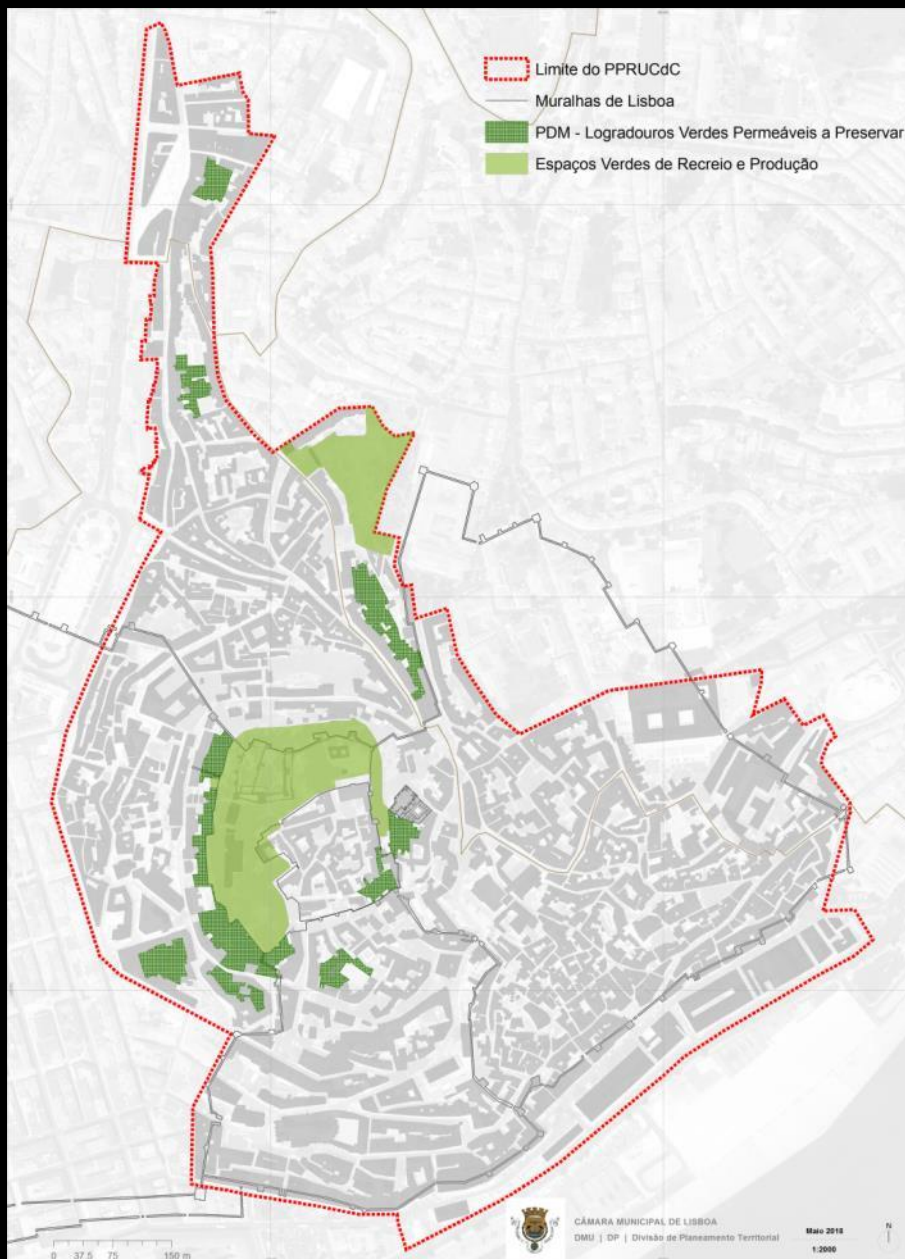 Limite do PPRUCdC
Muralhas de Lisboa
PDM - Logradouros Verdes Permeáveis a Preservar
Espaços Verdes de Recreio e Produção
CÂMARA MUNICIPAL DE LISBOA
DMU | DP | Divisão de Planeamento Territorial
Maio 2018
1:2000
N
0 37,5 75 150 m